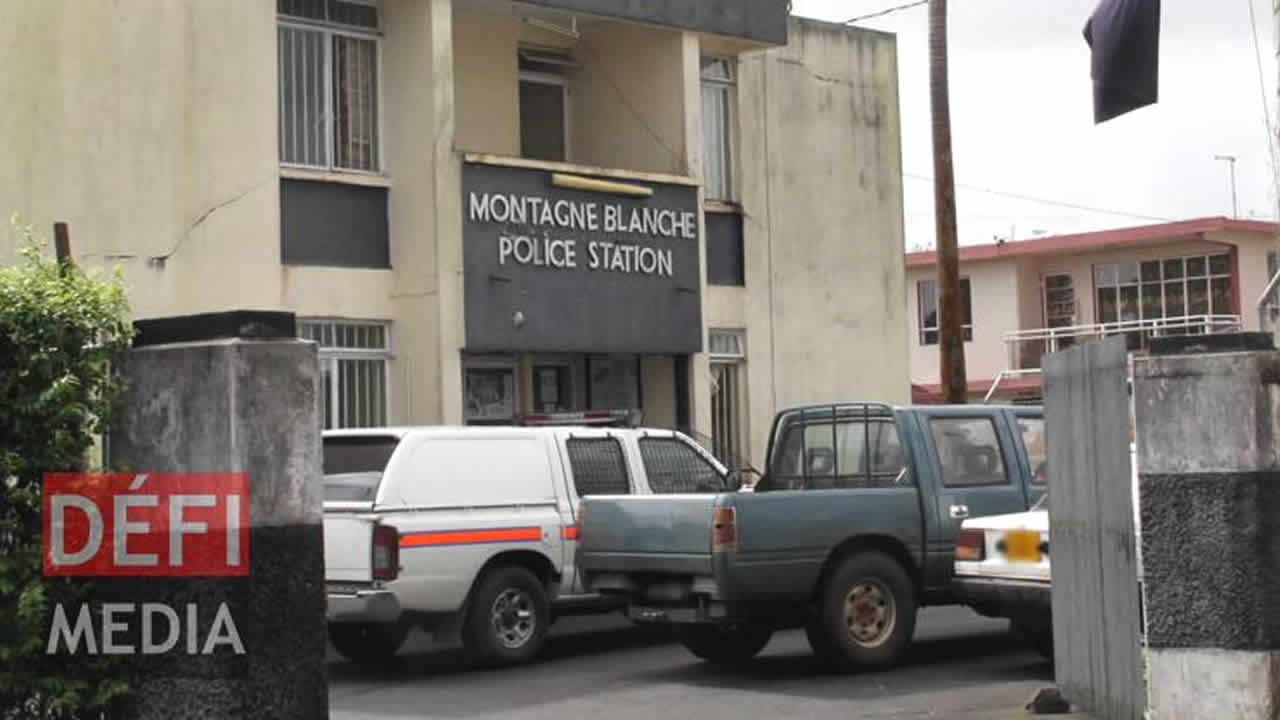 MONTAGNE BLANCHE
POLICE STATION
DÉFI
MEDIA